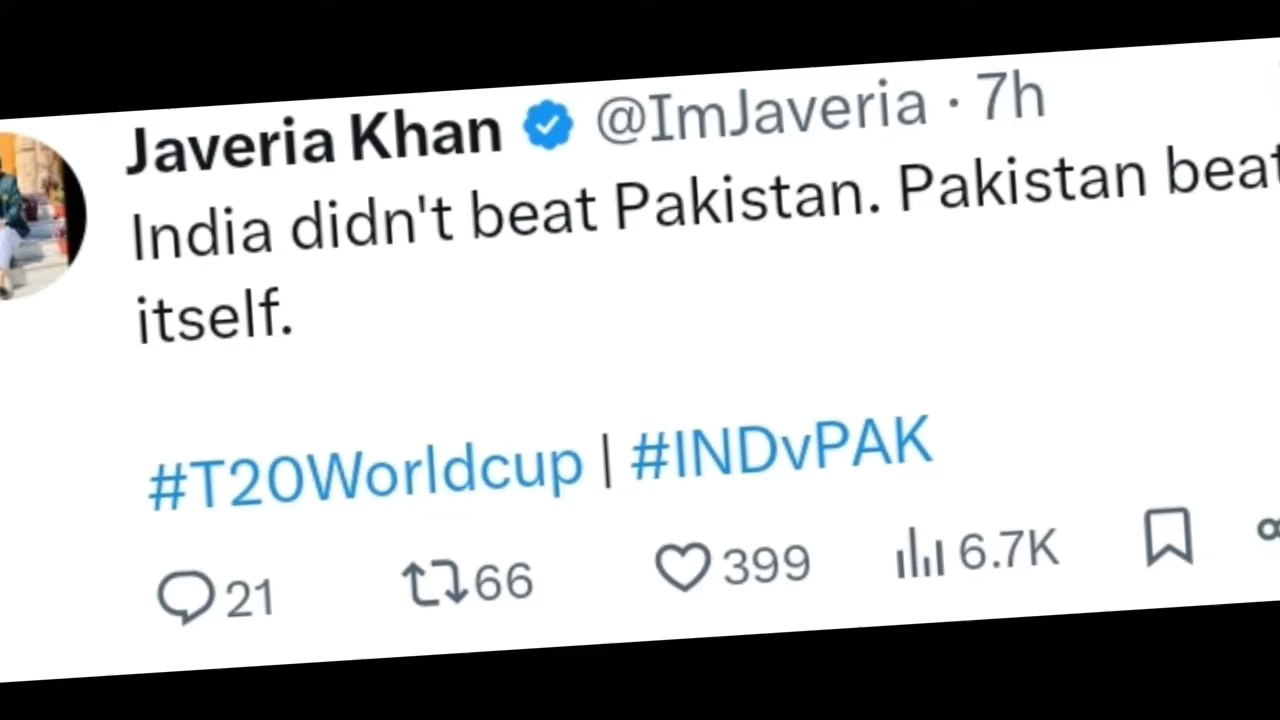 Javeria Khan @ImJaveria · 7h
India didn't beat Pakistan. Pakistan beat
itself.
#T20Worldcup | #INDvPAK
21 66 399 6.7K